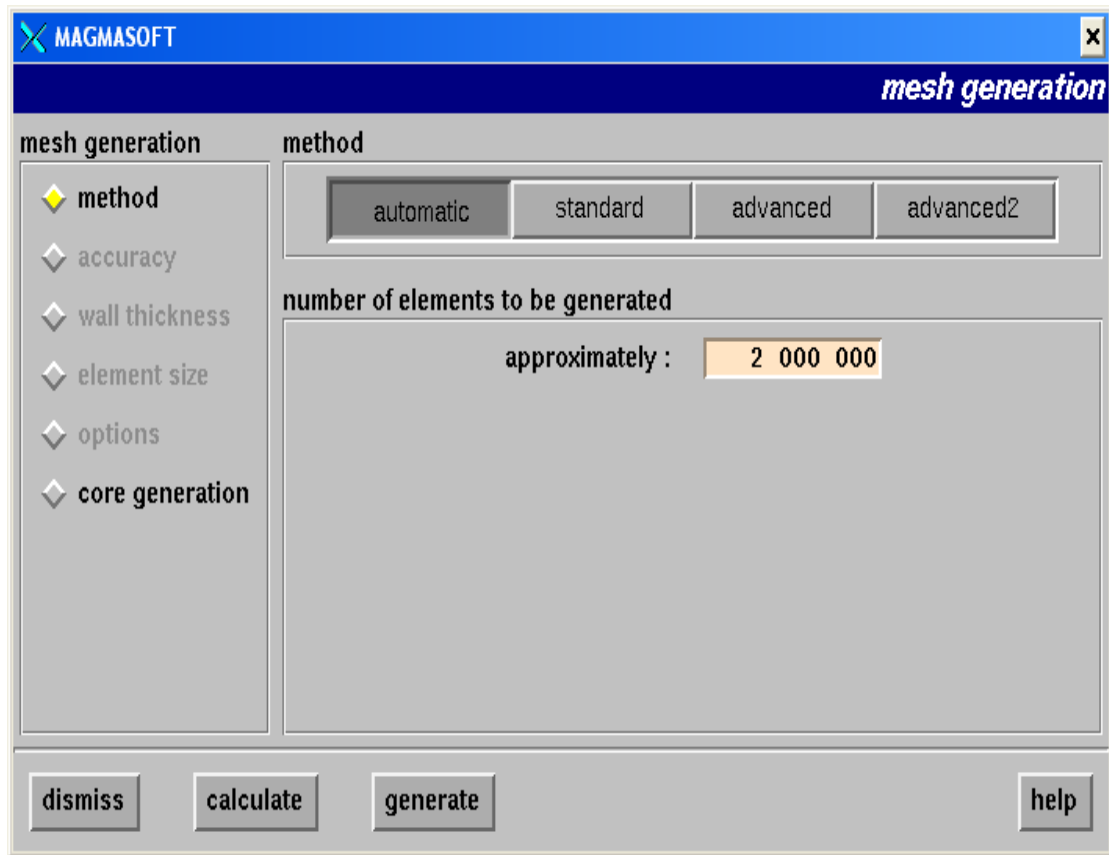 MAGMASOFT
mesh generation
mesh generation
method
accuracy
wall thickness
element size
options
core generation
method
automatic standard advanced advanced2
number of elements to be generated
approximately : 2 000 000
dismiss calculate generate help